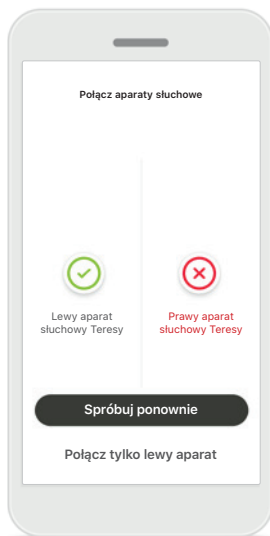 Połącz aparaty słuchowe
Lewy aparat
słuchowy Teresy
Prawy aparat
słuchowy Teresy
Spróbuj ponownie
Połącz tylko lewy aparat